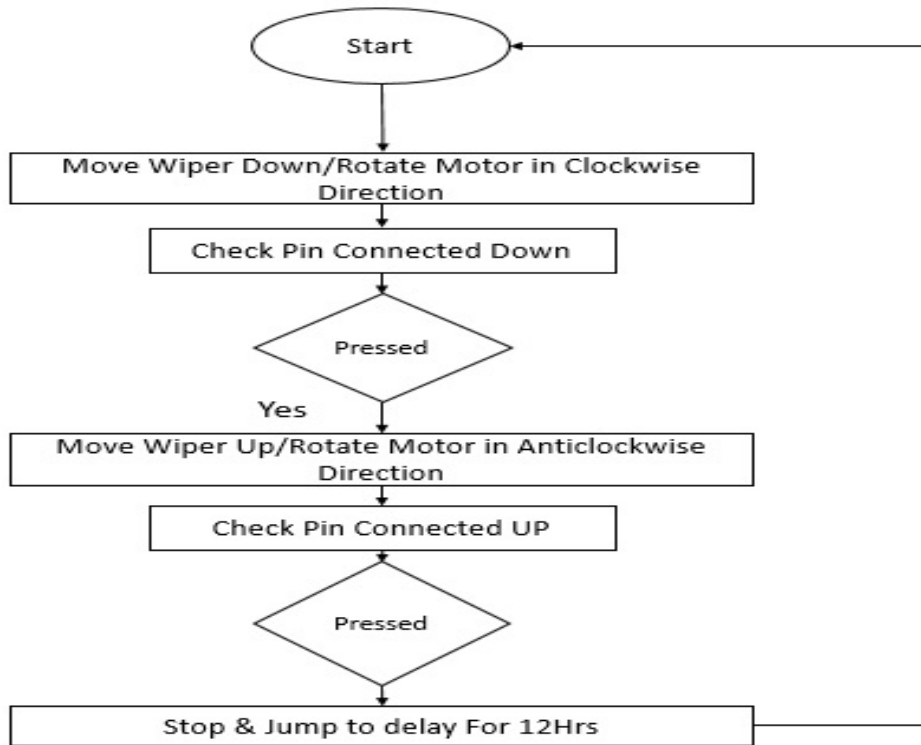 Start
Move Wiper Down/Rotate Motor in Clockwise
Direction
Check Pin Connected Down
Pressed
Yes
Move Wiper Up/Rotate Motor in Anticlockwise
Direction
Check Pin Connected UP
Pressed
Stop & Jump to delay For 12Hrs